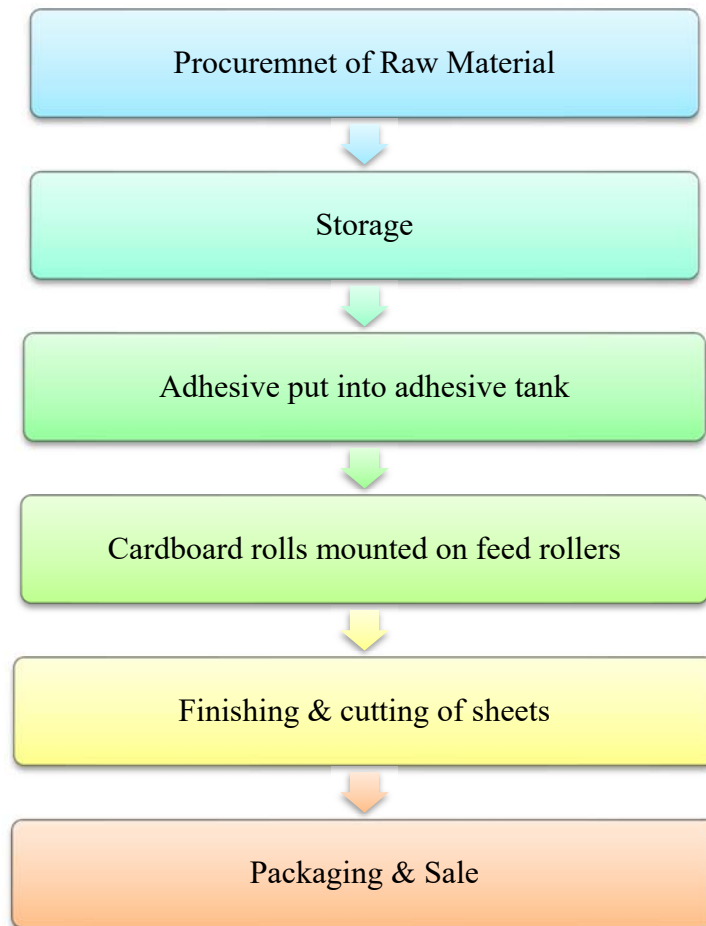 Procuremnet of Raw Material
Storage
Adhesive put into adhesive tank
Cardboard rolls mounted on feed rollers
Finishing & cutting of sheets
Packaging & Sale